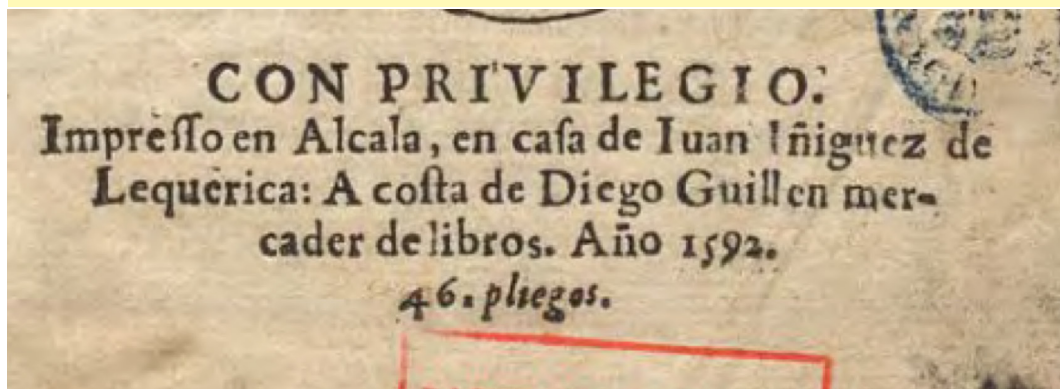 CON PRIVILEGIO.
Impreſſo en Alcala, en caſa de Iuan Iñiguez de
Lequerica: A coſta de Diego Guillen mer-
cader de libros. Año 1592.
46. pliegos.